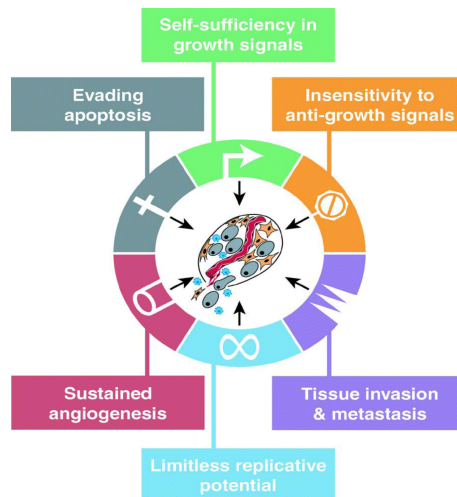 Self-sufficiency in
growth signals
Evading
apoptosis
Insensitivity to
anti-growth signals
Sustained
angiogenesis
Tissue invasion
& metastasis
Limitless replicative
potential